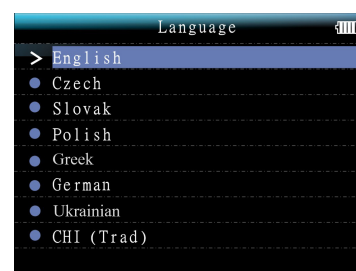 Language
> English
Czech
Slovak
Polish
Greek
German
Ukrainian
CHI (Trad)